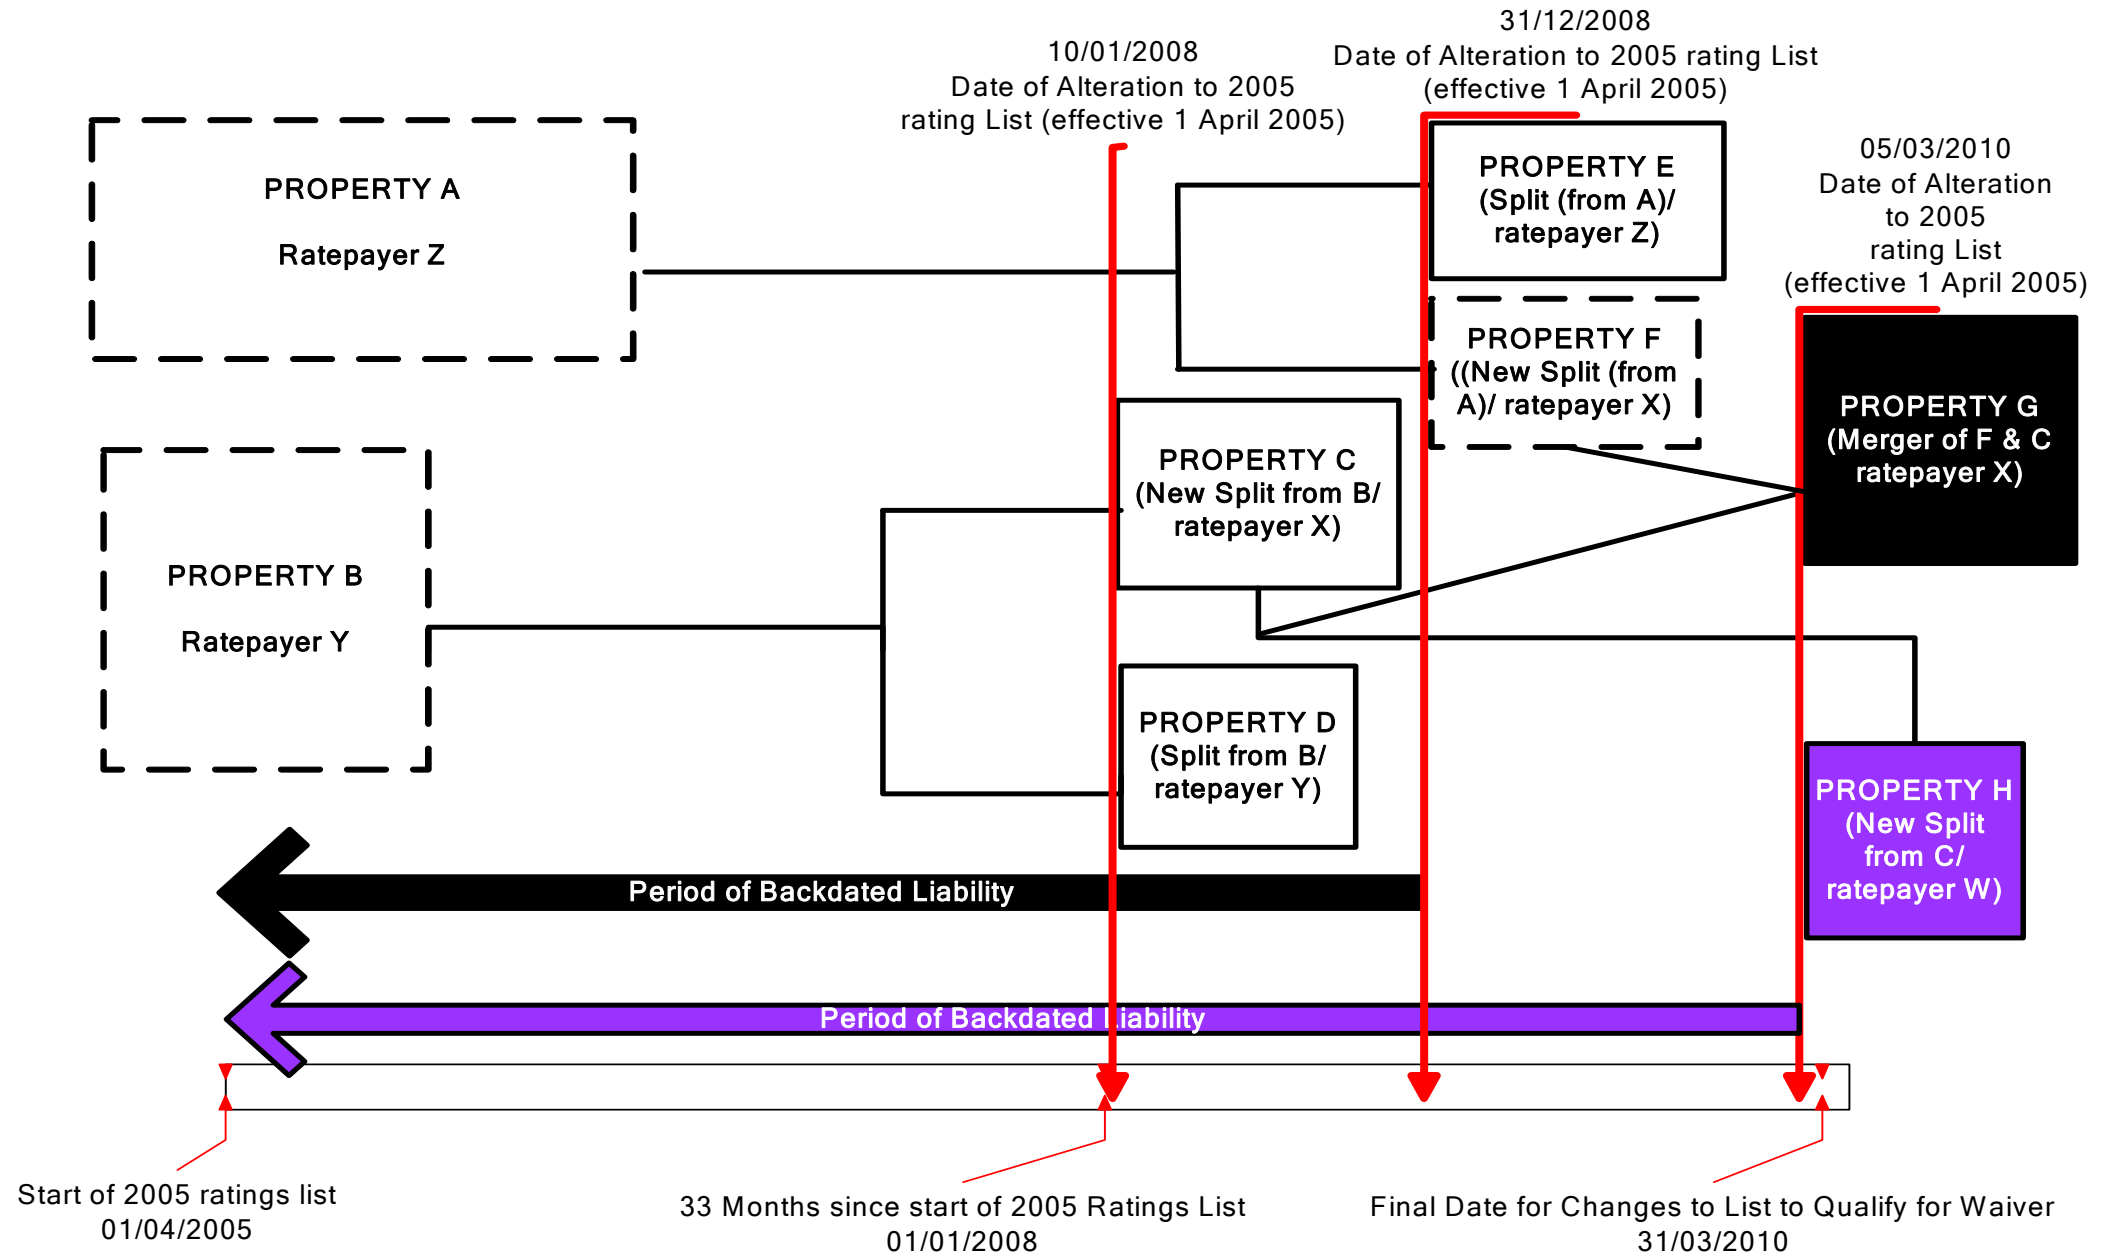 31/12/2008
Date of Alteration to 2005 rating List
(effective 1 April 2005)
10/01/2008
Date of Alteration to 2005
rating List (effective 1 April 2005)
05/03/2010
Date of Alteration
to 2005
rating List
(effective 1 April 2005)
PROPERTY A
Ratepayer Z
PROPERTY E
(Split (from A)/
ratepayer Z)
PROPERTY F
((New Split (from
A)/ ratepayer X)
PROPERTY G
(Merger of F & C
ratepayer X)
PROPERTY C
(New Split from B/
ratepayer X)
PROPERTY B
Ratepayer Y
PROPERTY D
(Split from B/
ratepayer Y)
PROPERTY H
(New Split
from C/
ratepayer W)
Period of Backdated Liability
Period of Backdated Liability
Start of 2005 ratings list
01/04/2005
33 Months since start of 2005 Ratings List
01/01/2008
Final Date for Changes to List to Qualify for Waiver
31/03/2010